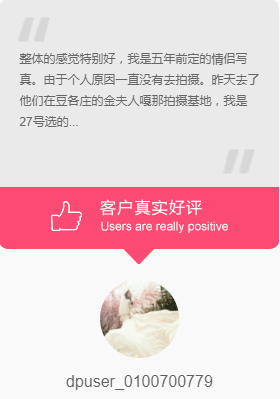 整体的感觉特别好，我是五年前定的情侣写
真。由于个人原因一直没有去拍摄。昨天去了
他们在豆各庄的金夫人嘎那拍摄基地，我是
27号选的...
客户真实好评
Users are really positive
dpuser_0100700779